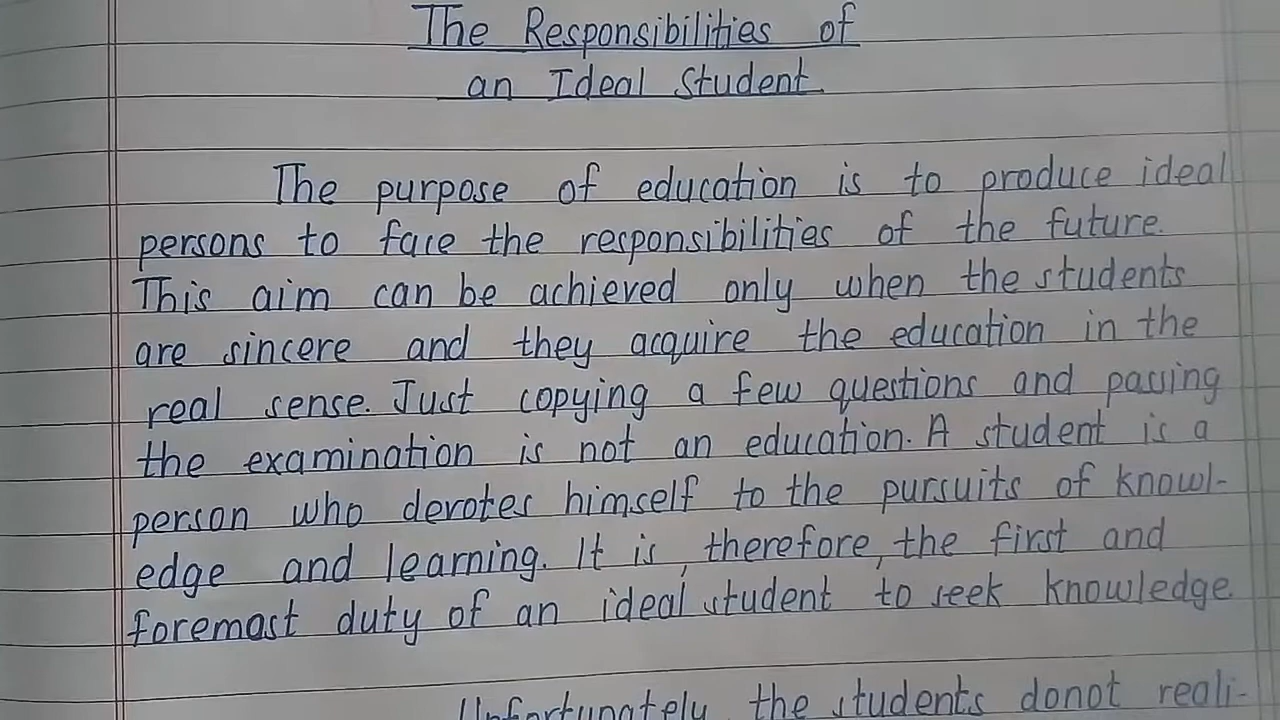 The Responsibilities of
an Ideal Student.
The purpose of education is to produce ideal
persons to face the responsibilities of the future.
This aim can be achieved only when the students
are sincere and they acquire the education in the
real sense. Just copying a few questions and passing
the examination is not an education. A student is a
person who devotes himself to the pursuits of knowl-
edge and learning. It is, therefore, the first and
foremost duty of an ideal student to seek knowledge
Unfortunately the students donot reali-